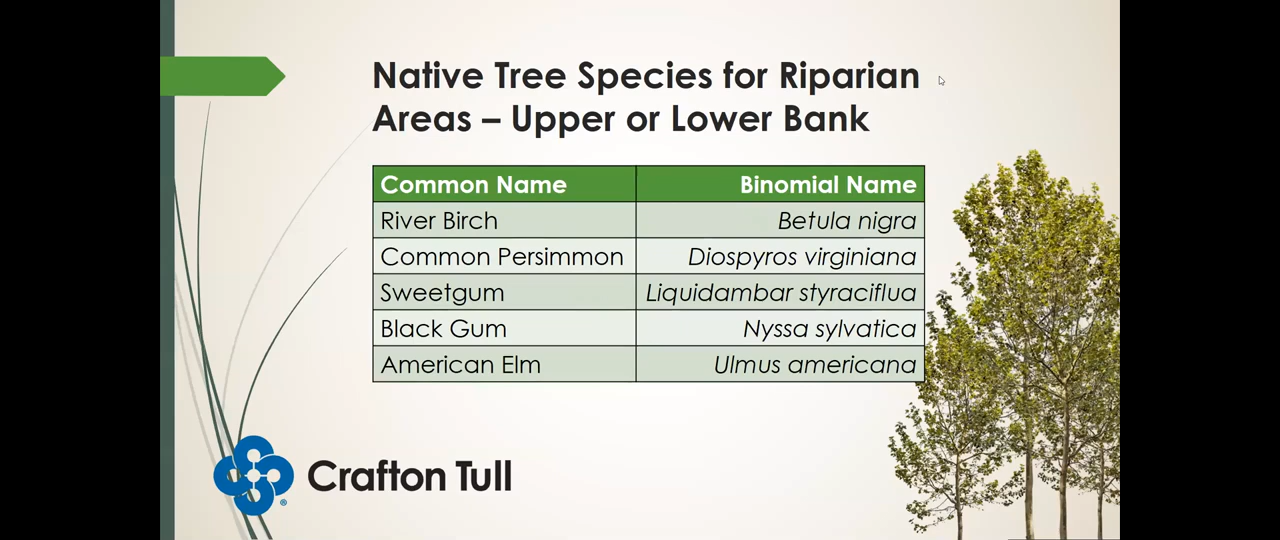 Native Tree Species for Riparian
Areas – Upper or Lower Bank
Common Name Binomial Name
River Birch Betula nigra
Common Persimmon Diospyros virginiana
Sweetgum Liquidambar styraciflua
Black Gum Nyssa sylvatica
American Elm Ulmus americana
Crafton Tull
®